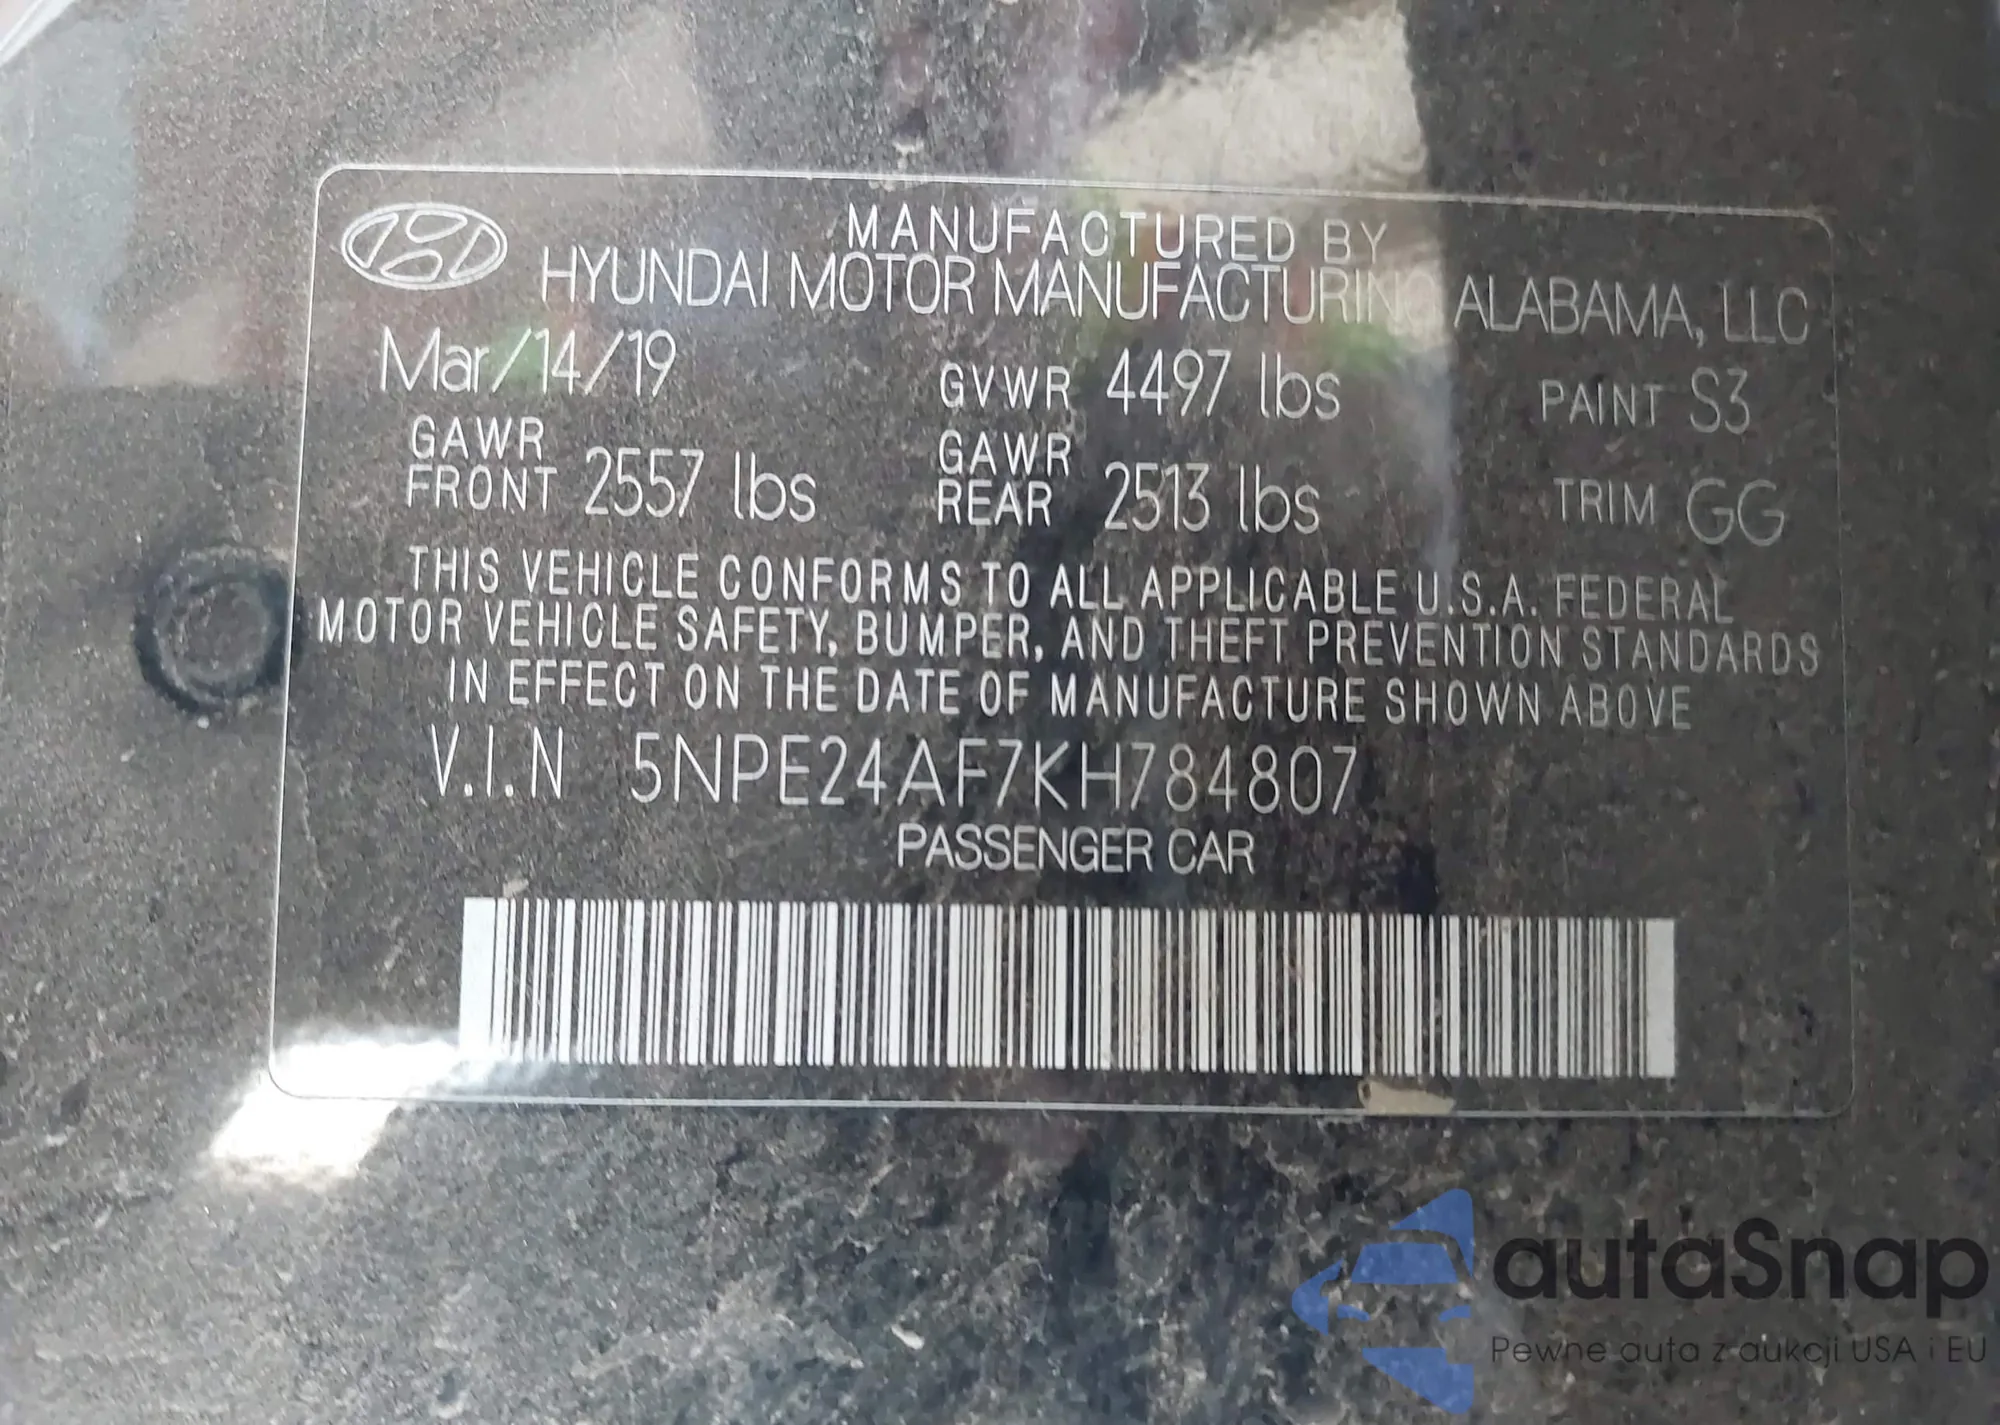 MANUFACTURED BY
HYUNDAI MOTOR MANUFACTURING ALABAMA, LLC
Mar/14/19 GVWR 4497 lbs PAINT S3
GAWR FRONT 2557 lbs GAWR REAR 2513 lbs TRIM GG
THIS VEHICLE CONFORMS TO ALL APPLICABLE U.S.A. FEDERAL
MOTOR VEHICLE SAFETY, BUMPER, AND THEFT PREVENTION STANDARDS
IN EFFECT ON THE DATE OF MANUFACTURE SHOWN ABOVE
V.I.N 5NPE24AF7KH784807
PASSENGER CAR
autaSnap
Pewne auta z aukcji USA i EU